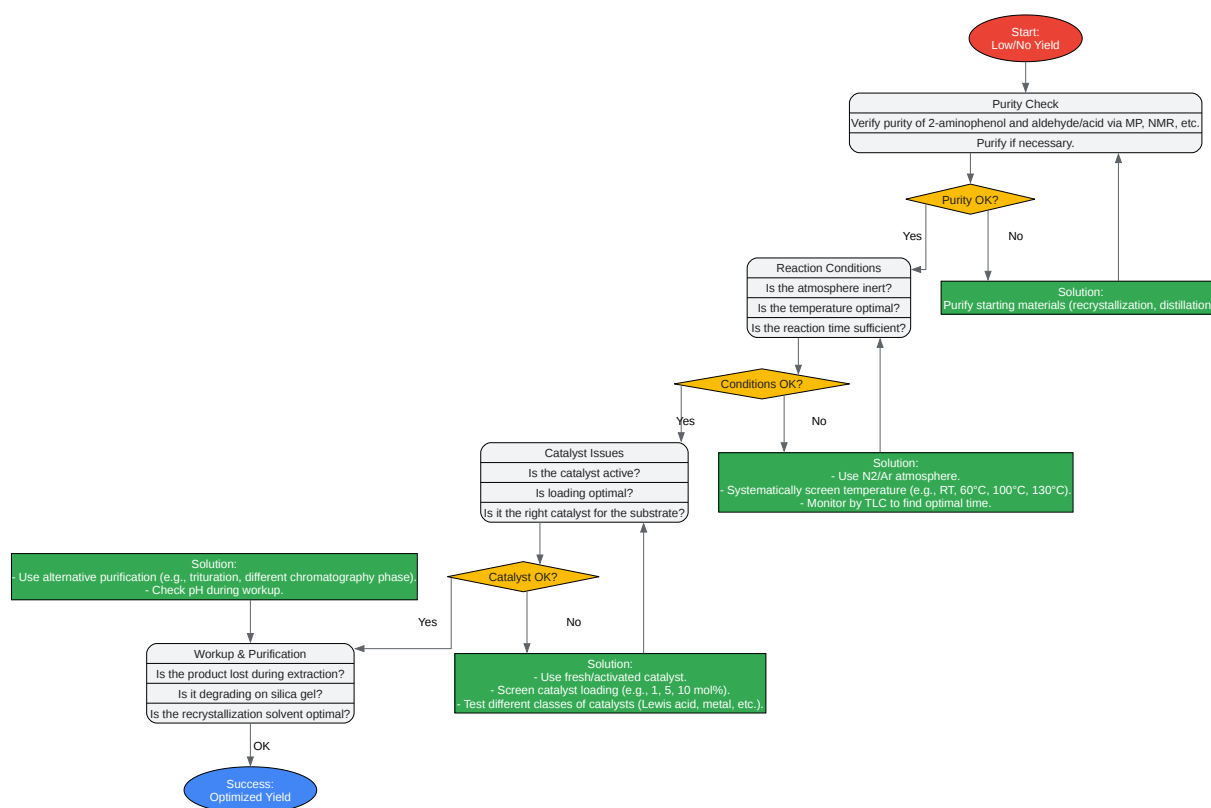 Start:
Low/No Yield
Purity Check
Verify purity of 2-aminophenol and aldehyde/acid via MP, NMR, etc.
Purify if necessary.
Purity OK?
Yes
No
Reaction Conditions
Is the atmosphere inert?
Is the temperature optimal?
Is the reaction time sufficient?
Solution:
Purify starting materials (recrystallization, distillation
Conditions OK?
Yes
No
Catalyst Issues
Is the catalyst active?
Is loading optimal?
Is it the right catalyst for the substrate?
Solution:
- Use N2/Ar atmosphere.
- Systematically screen temperature (e.g., RT, 60°C, 100°C, 130°C).
- Monitor by TLC to find optimal time.
Solution:
- Use alternative purification (e.g., trituration, different chromatography phase).
- Check pH during workup.
Catalyst OK?
Yes
No
Workup & Purification
Is the product lost during extraction?
Is it degrading on silica gel?
Is the recrystallization solvent optimal?
Solution:
- Use fresh/activated catalyst.
- Screen catalyst loading (e.g., 1, 5, 10 mol%).
- Test different classes of catalysts (Lewis acid, metal, etc.).
OK
Success:
Optimized Yield